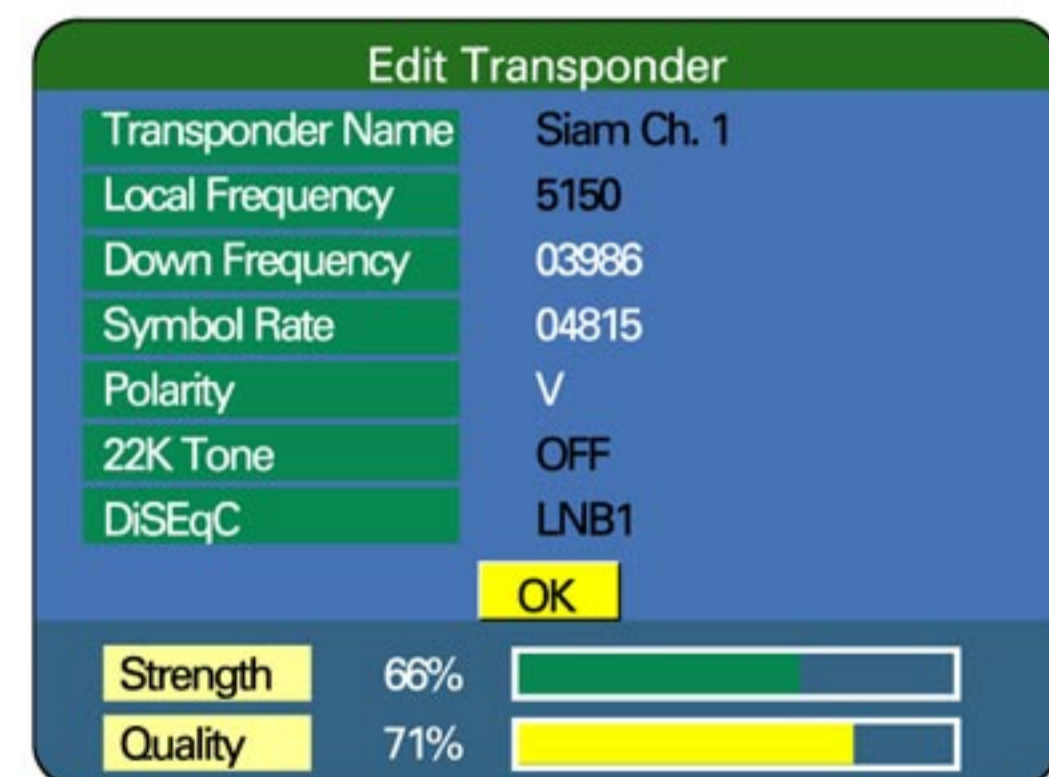 Edit Transponder
Transponder Name Siam Ch. 1
Local Frequency 5150
Down Frequency 03986
Symbol Rate 04815
Polarity V
22K Tone OFF
DiSEqC LNB1
OK
Strength 66%
Quality 71%